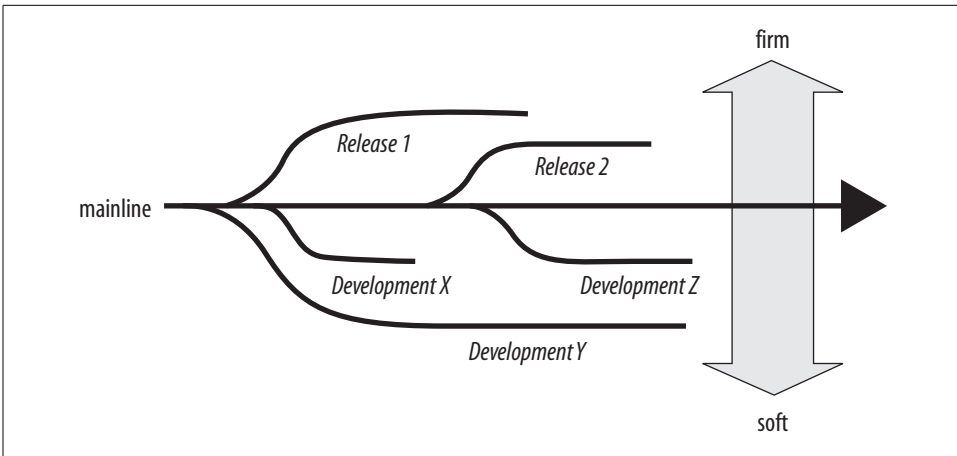 firm
Release 1
Release 2
mainline
Development X
Development Z
Development Y
soft